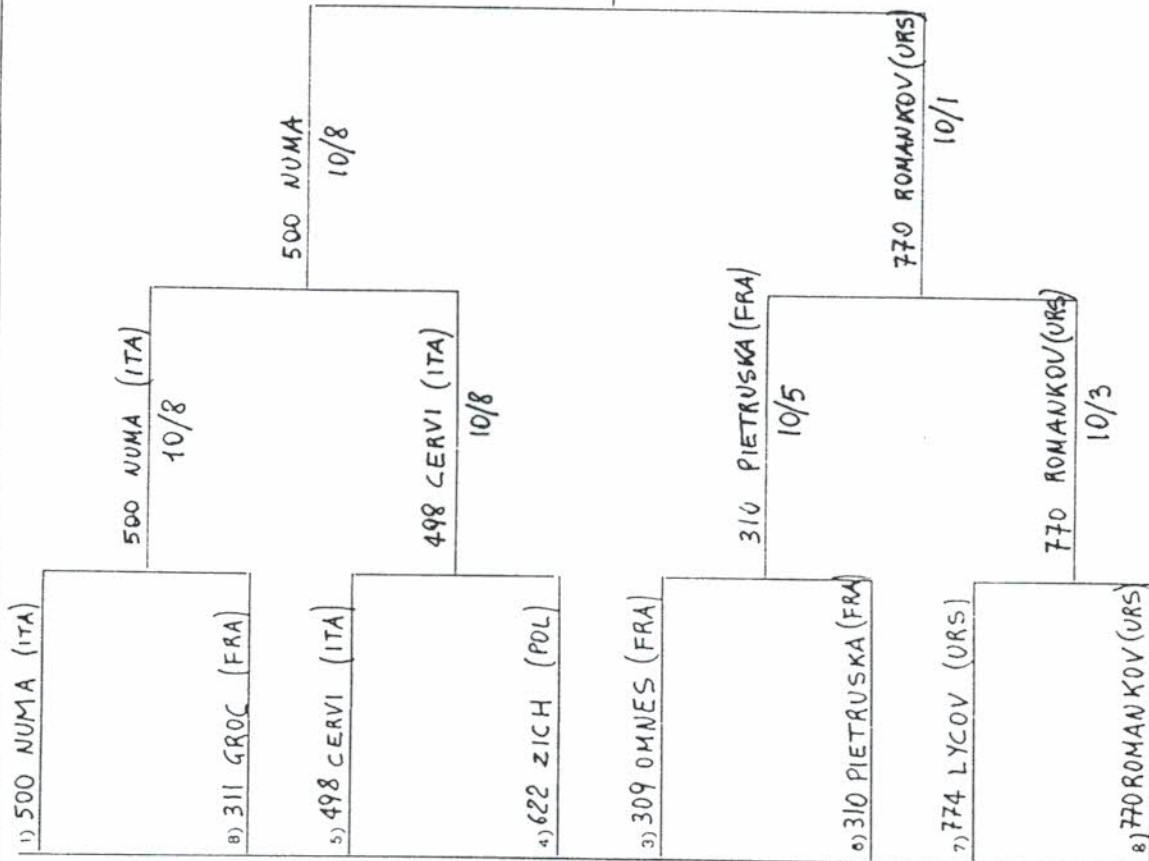 1) 500 NUMA (ITA)
8) 311 GROC (FRA)
5) 498 CERVI (ITA)
4) 622 ZICH (POL)
3) 309 OMNES (FRA)
6) 310 PIETRUSKA (FRA)
7) 774 LYCOV (URS)
8) 770 ROMANKOV (URS)
500 NUMA (ITA)
10/8
498 CERVI (ITA)
10/8
310 PIETRUSKA (FRA)
10/5
770 ROMANKOV (URS)
10/3
500 NUMA
10/8
770 ROMANKOV (URS)
10/1